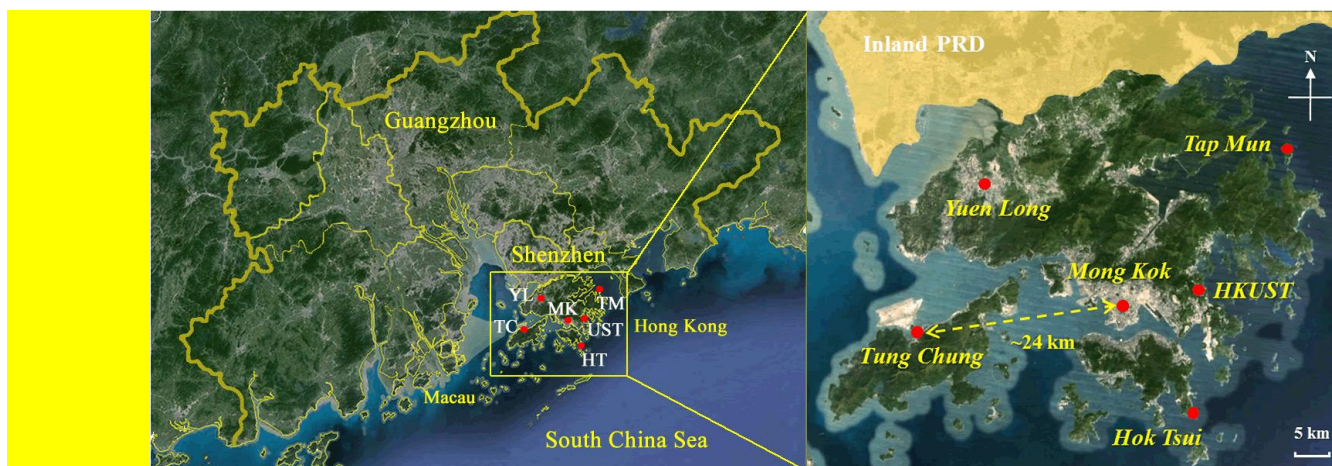 Guangzhou
Shenzhen
YL
TM
MK
TC
UST
Hong Kong
HT
Macau
South China Sea
Inland PRD
N
Tap Mun
Yuen Long
Mong Kok
HKUST
~24 km
Tung Chung
Hok Tsui
5 km